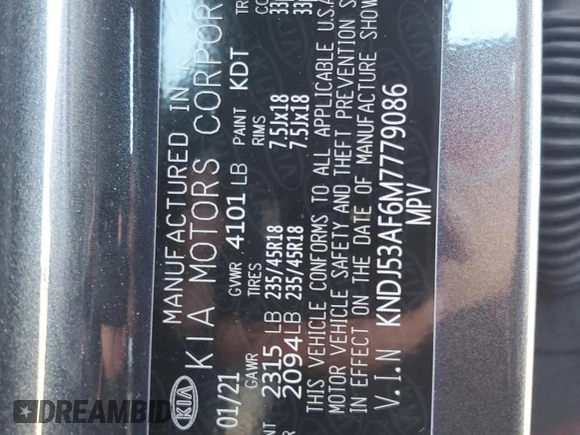 MANUFACTURED IN
KIA MOTORS CORPOR
01/21 GVWR 4101 LB PAINT KDT
GAWR TIRES RIMS
2315 LB 235/45R18 7.5Jx18 33
2094LB 235/45R18 7.5Jx18 33
THIS VEHICLE CONFORMS TO ALL APPLICABLE U.S.A
MOTOR VEHICLE SAFETY AND THEFT PREVENTION S
IN EFFECT ON THE DATE OF MANUFACTURE SHOW
V.I.N KNDJ53AF6M7779086
MPV
KIA
DREAMBID